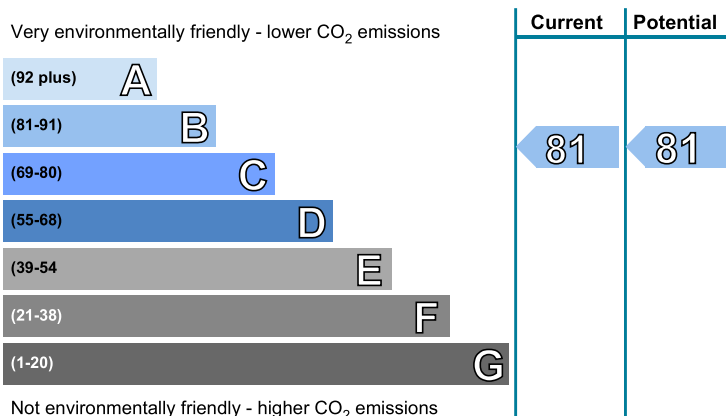 Very environmentally friendly - lower CO₂ emissions
Current Potential
(92 plus) A
(81-91) B
81 81
(69-80) C
(55-68) D
(39-54 E
(21-38) F
(1-20) G
Not environmentally friendly - higher CO₂ emissions